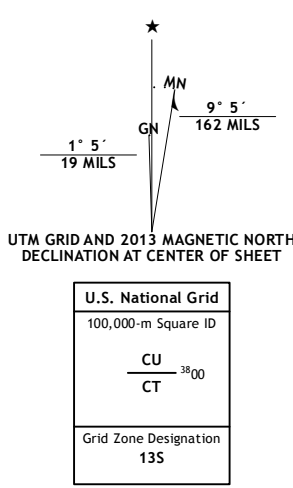 ★
MN
GN
9° 5´
162 MILS
1° 5´
19 MILS
UTM GRID AND 2013 MAGNETIC NORTH
DECLINATION AT CENTER OF SHEET
U.S. National Grid
100,000-m Square ID
CU
3800
CT
Grid Zone Designation
13S